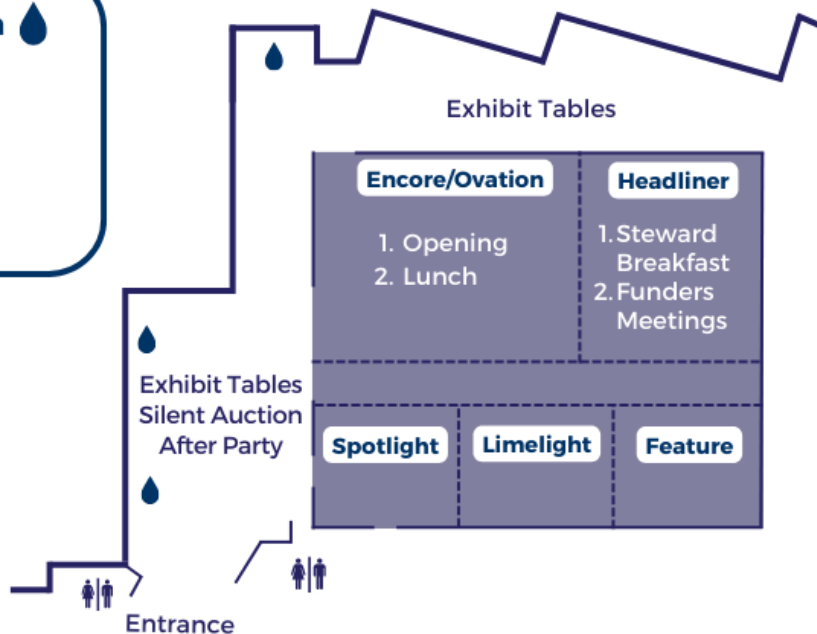 Exhibit Tables
Encore/Ovation
1. Opening
2. Lunch
Headliner
1. Steward
Breakfast
2. Funders
Meetings
Exhibit Tables
Silent Auction
After Party
Spotlight
Limelight
Feature
Entrance